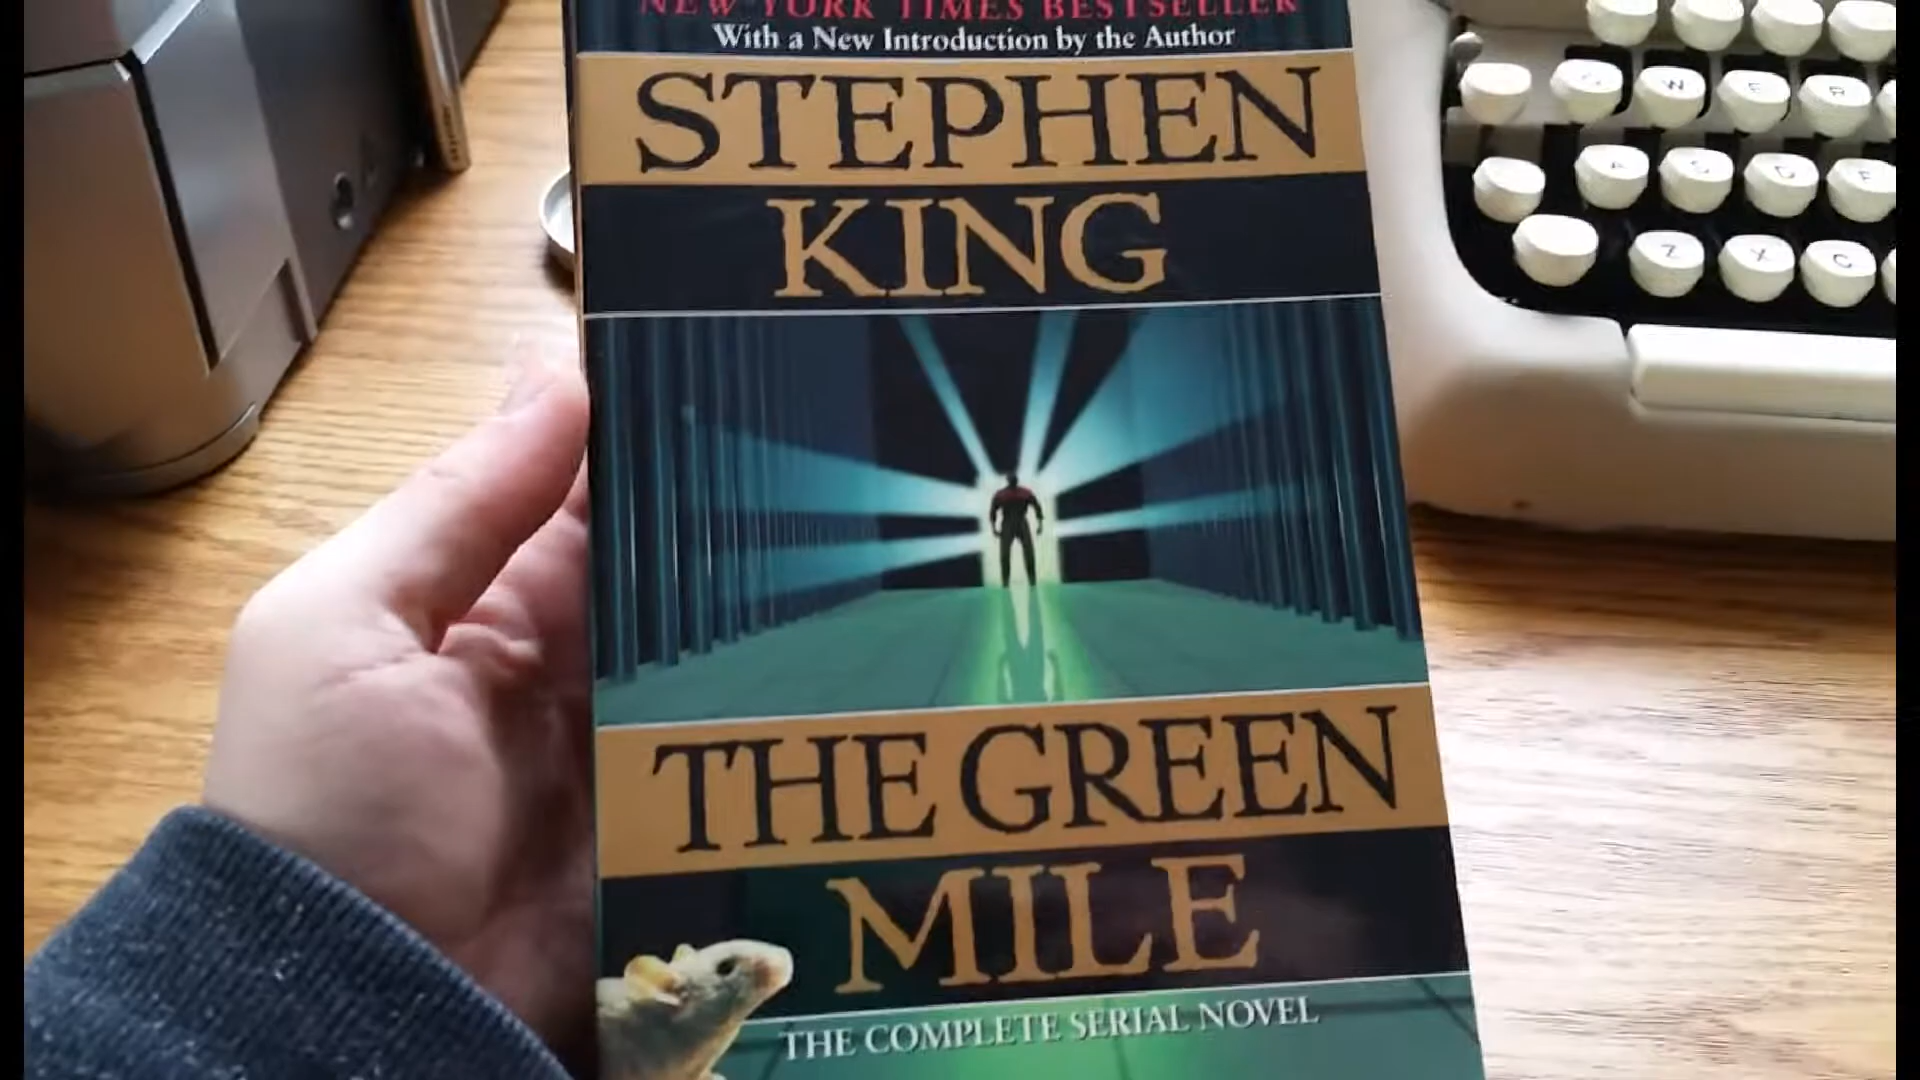 NEW YORK TIMES BESTSELLER
With a New Introduction by the Author
STEPHEN
KING
THE GREEN
MILE
THE COMPLETE SERIAL NOVEL
Q W E R
A S D F
Z X C